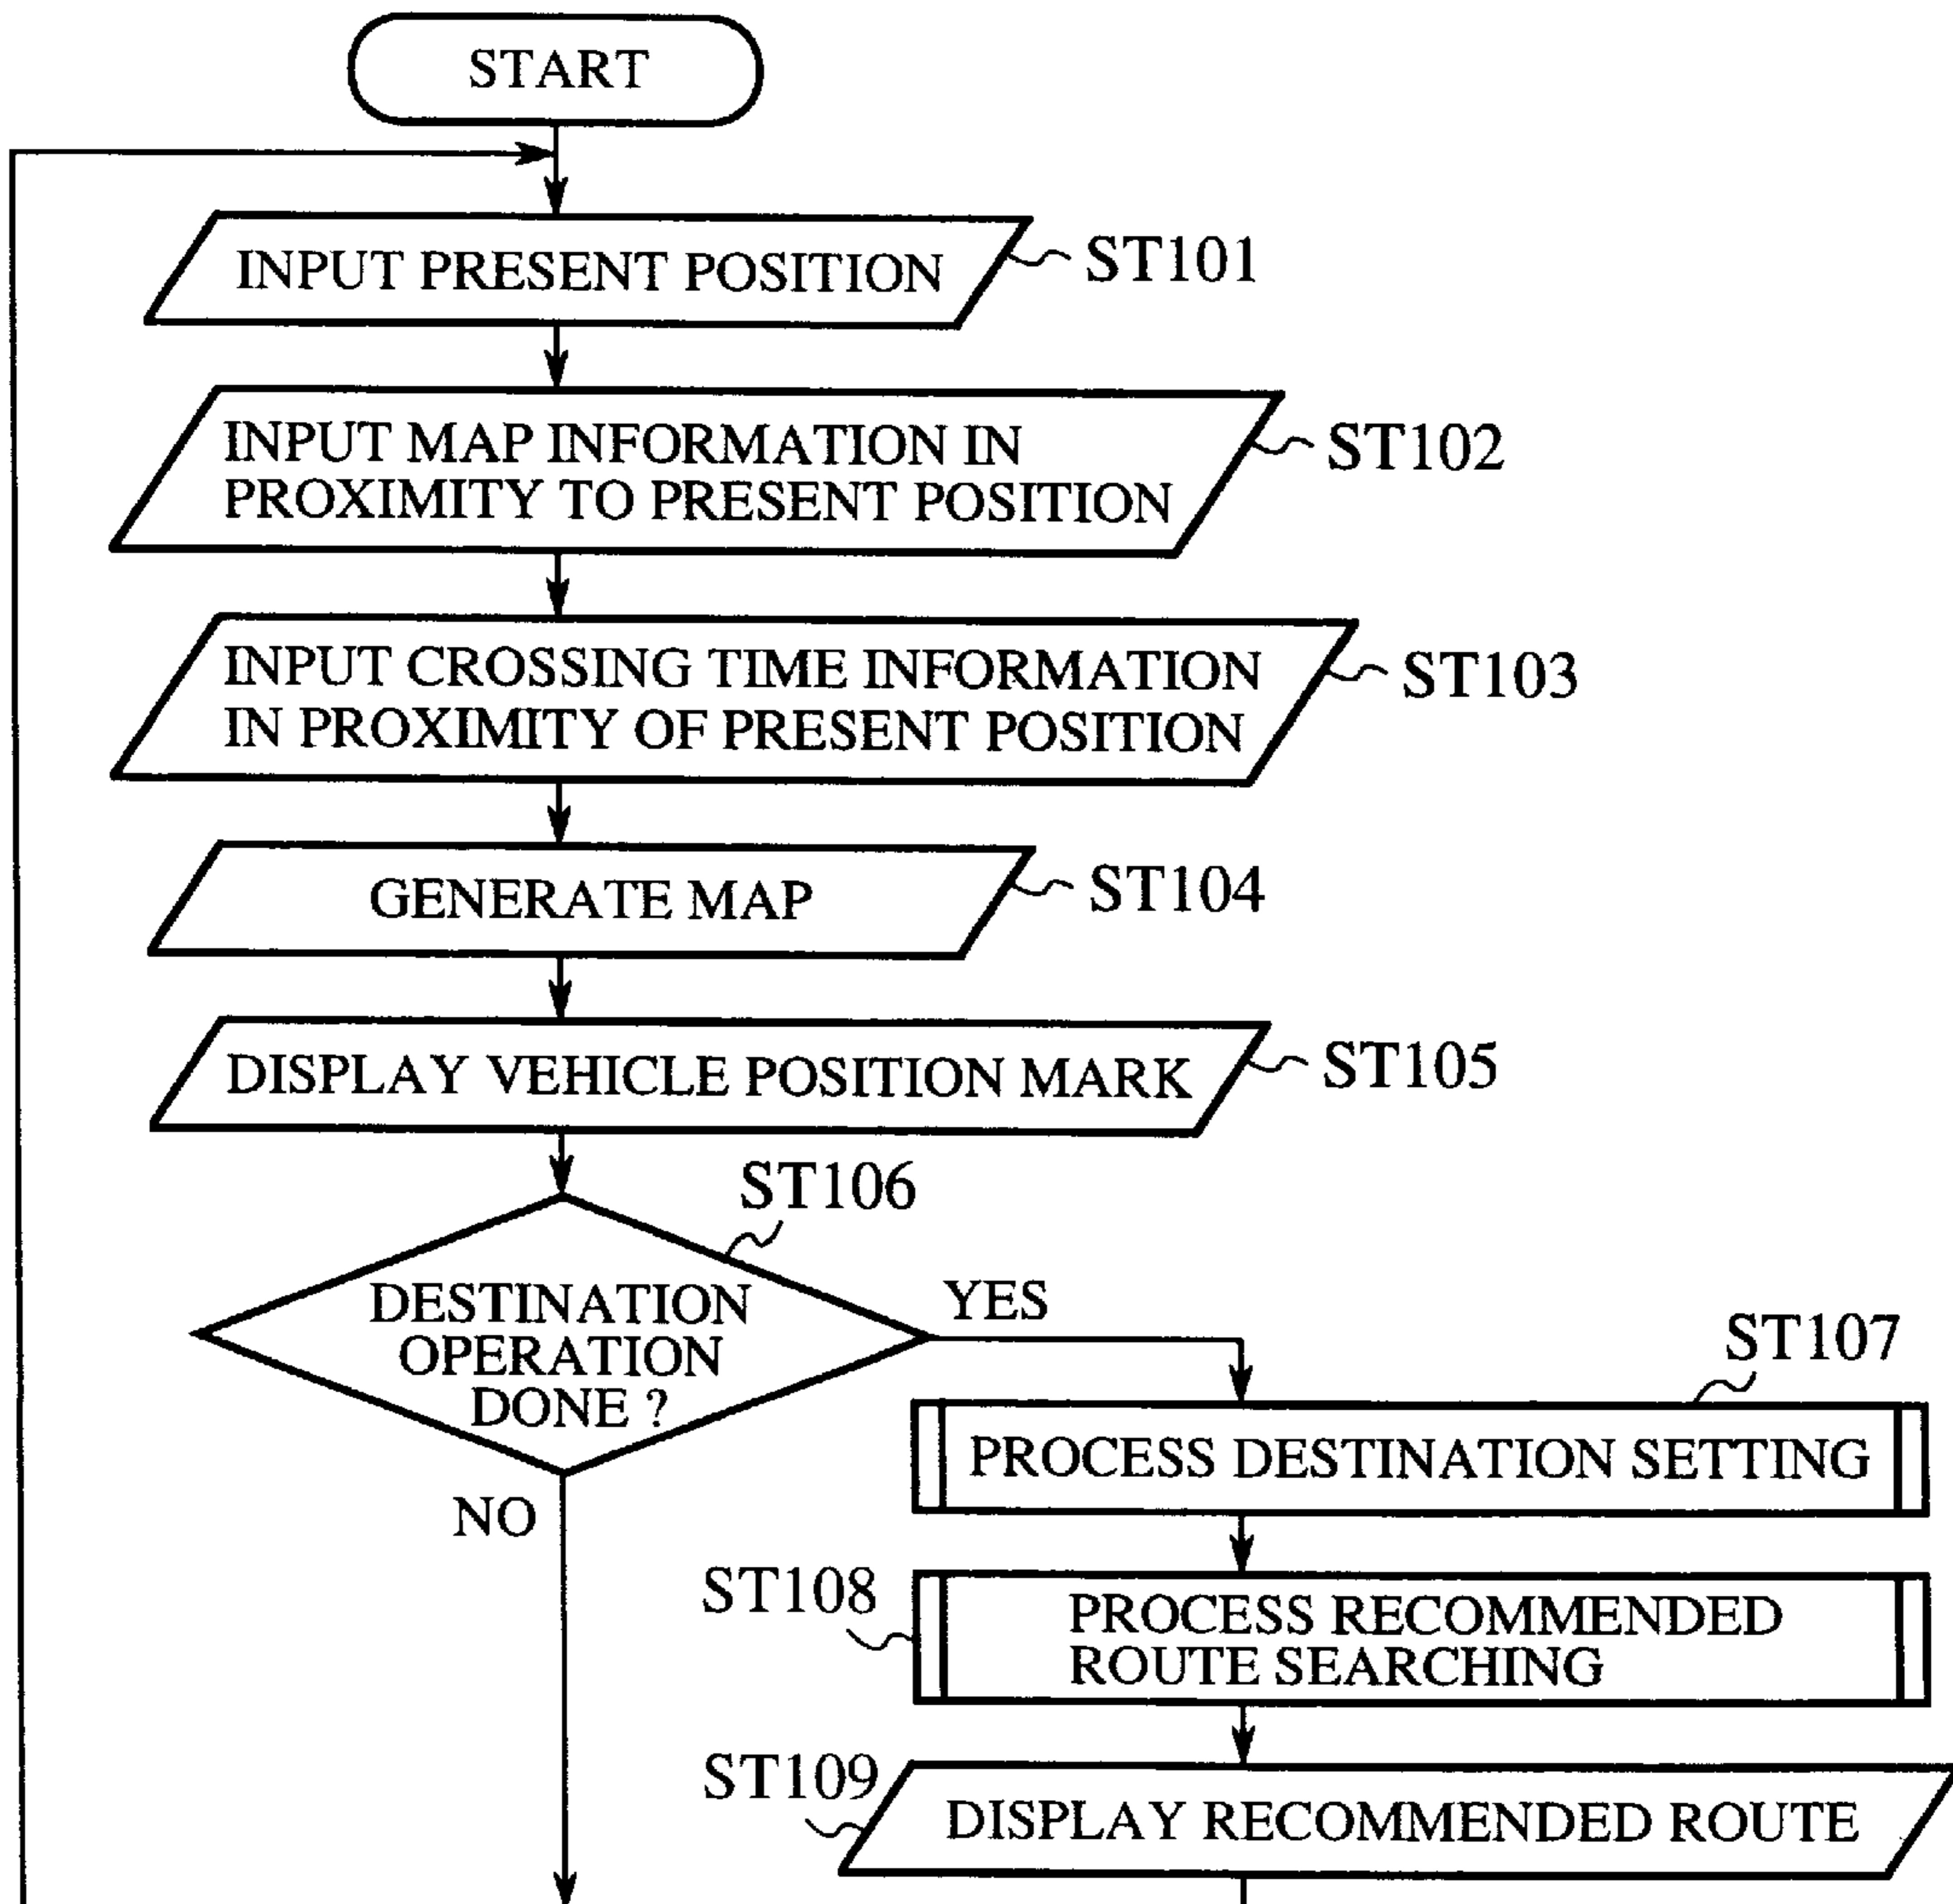 START
INPUT PRESENT POSITION
ST101
INPUT MAP INFORMATION IN
PROXIMITY TO PRESENT POSITION
ST102
INPUT CROSSING TIME INFORMATION
IN PROXIMITY OF PRESENT POSITION
ST103
GENERATE MAP
ST104
DISPLAY VEHICLE POSITION MARK
ST105
ST106
DESTINATION
OPERATION
DONE ?
YES
NO
ST107
PROCESS DESTINATION SETTING
ST108
PROCESS RECOMMENDED
ROUTE SEARCHING
ST109
DISPLAY RECOMMENDED ROUTE